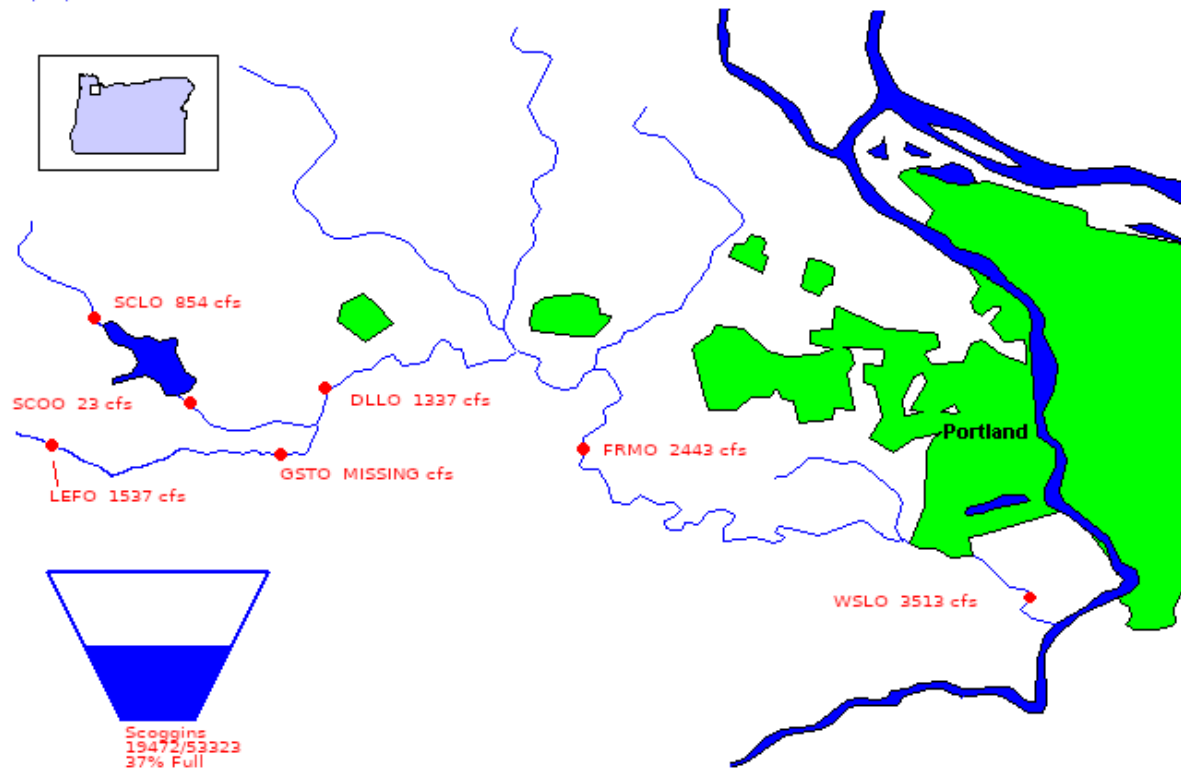 SCLO 854 cfs
SCOO 23 cfs
DLLO 1337 cfs
Portland
FRMO 2443 cfs
GSTO MISSING cfs
LEFO 1537 cfs
WSLO 3513 cfs
Scoggins
19472/53323
37% Full